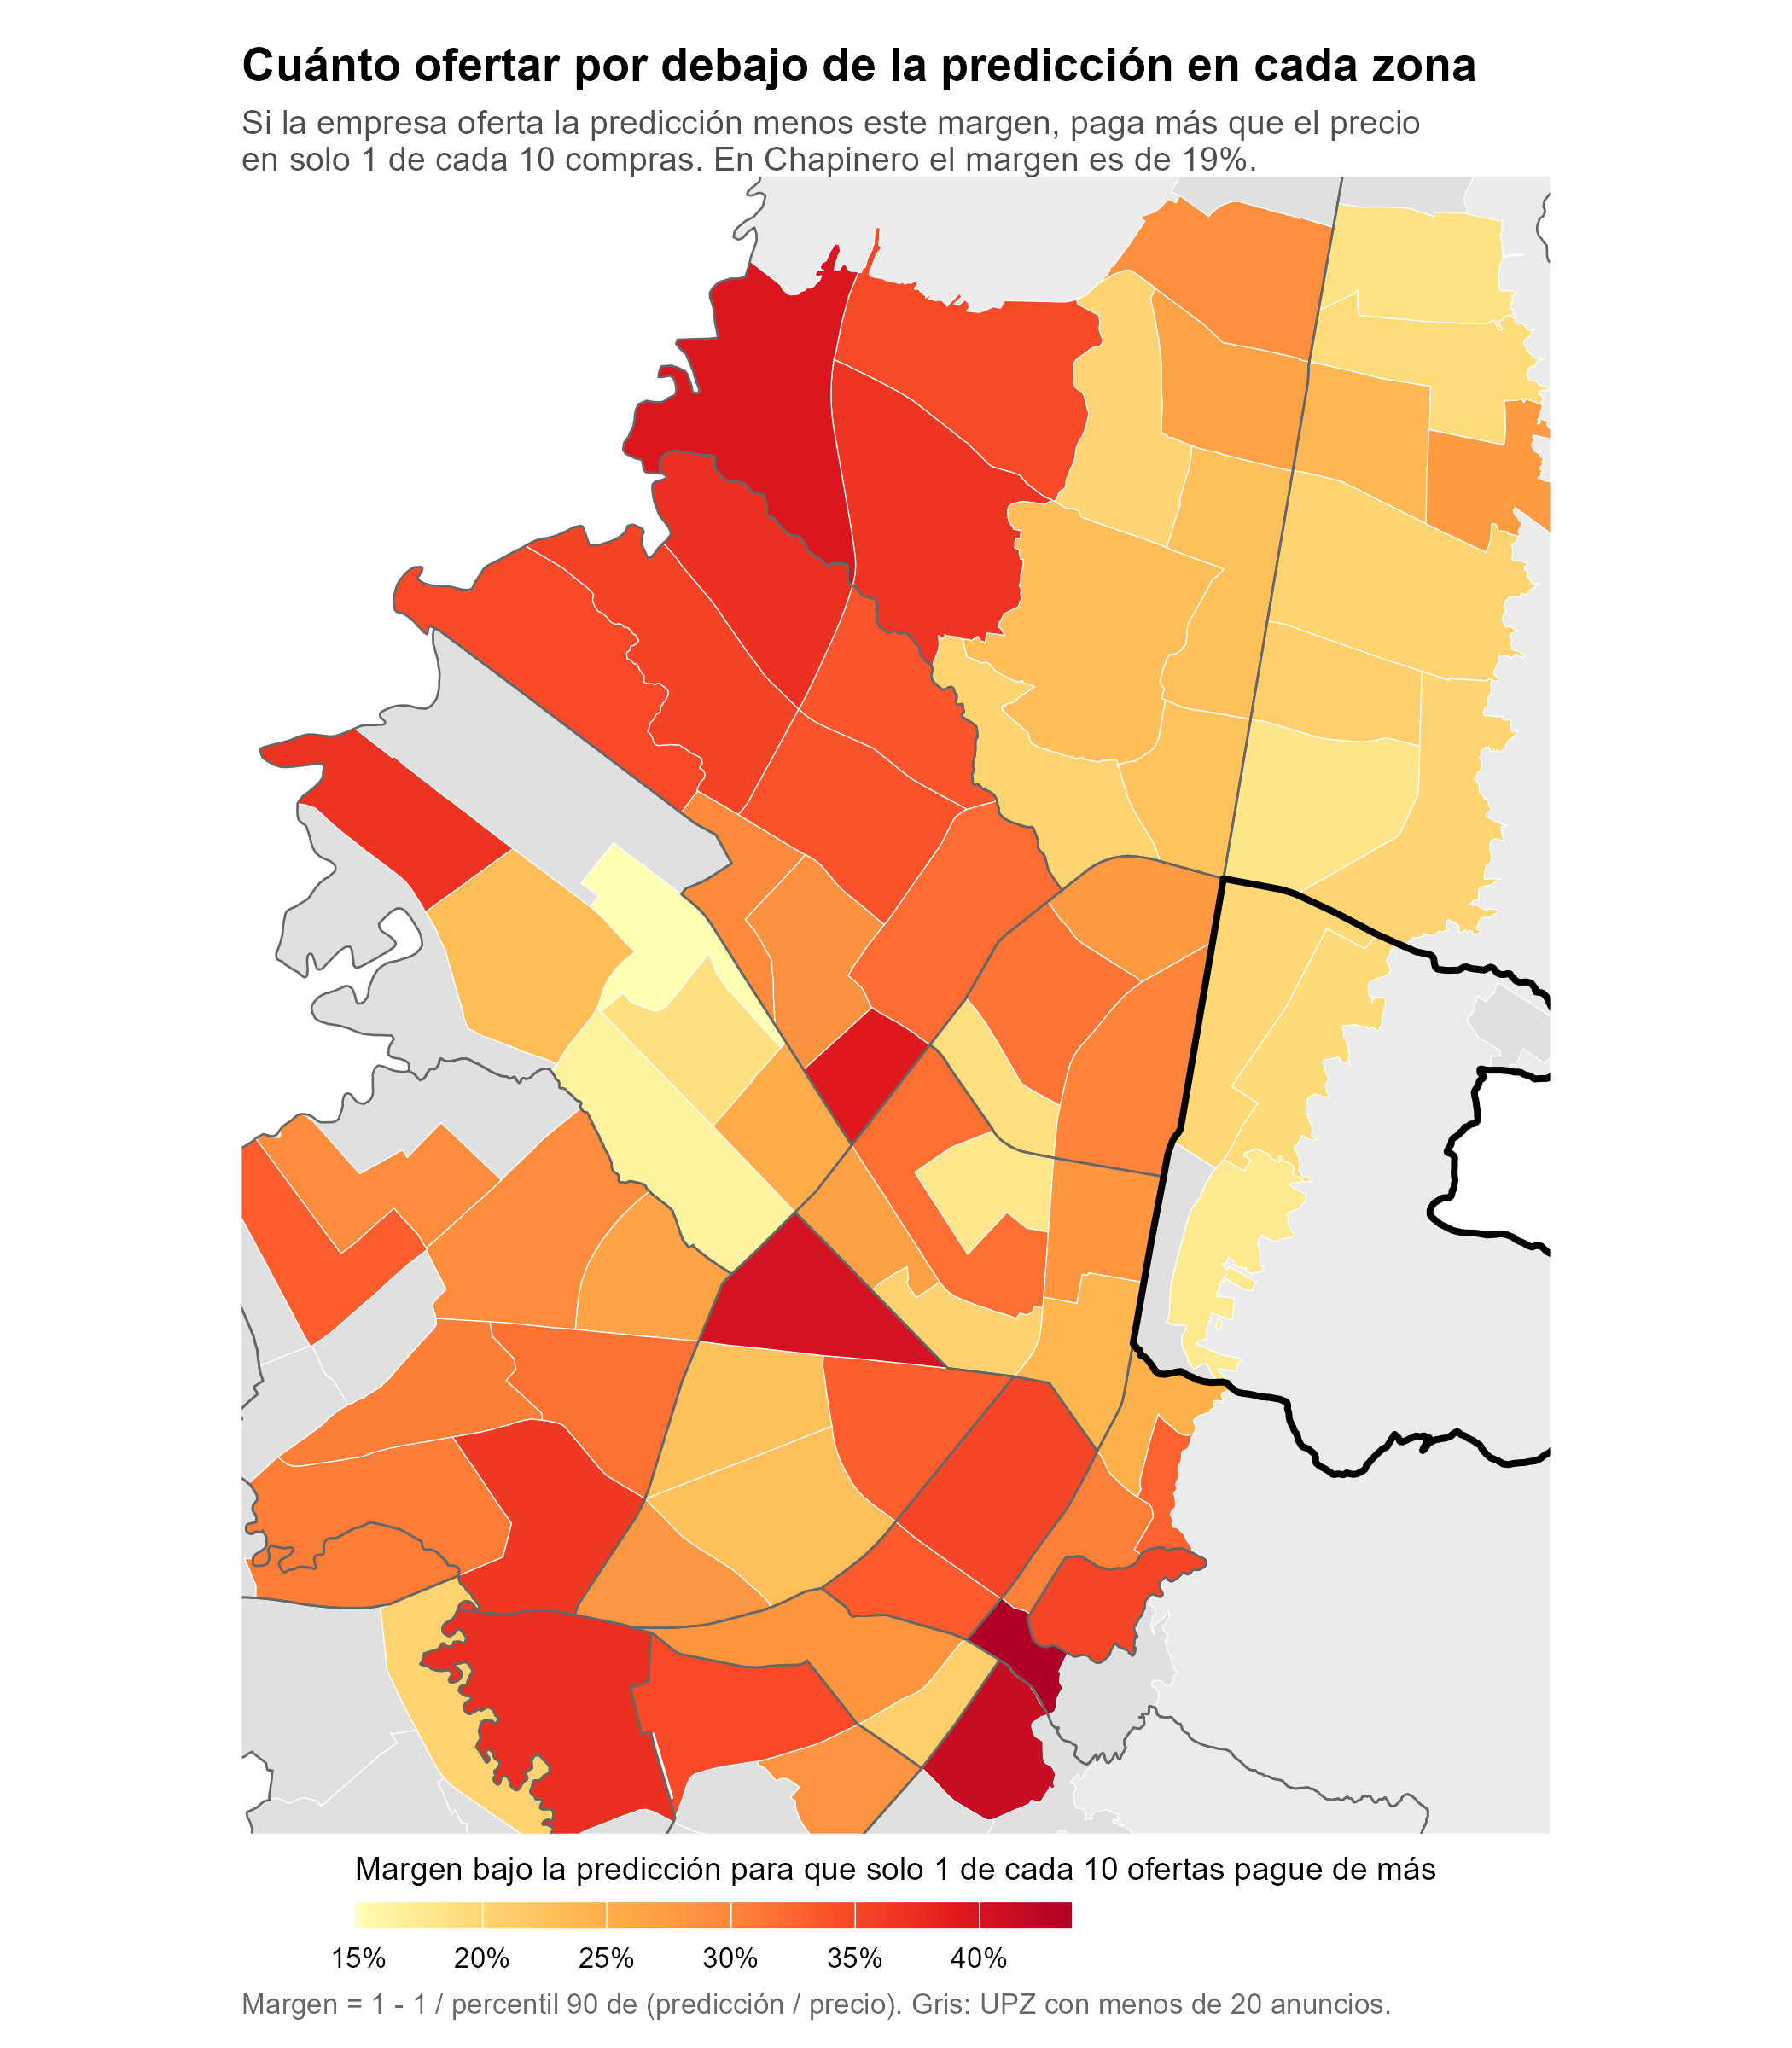 Cuánto ofertar por debajo de la predicción en cada zona
Si la empresa oferta la predicción menos este margen, paga más que el precio
en solo 1 de cada 10 compras. En Chapinero el margen es de 19%.
Margen bajo la predicción para que solo 1 de cada 10 ofertas pague de más
15% 20% 25% 30% 35% 40%
Margen = 1 - 1 / percentil 90 de (predicción / precio). Gris: UPZ con menos de 20 anuncios.